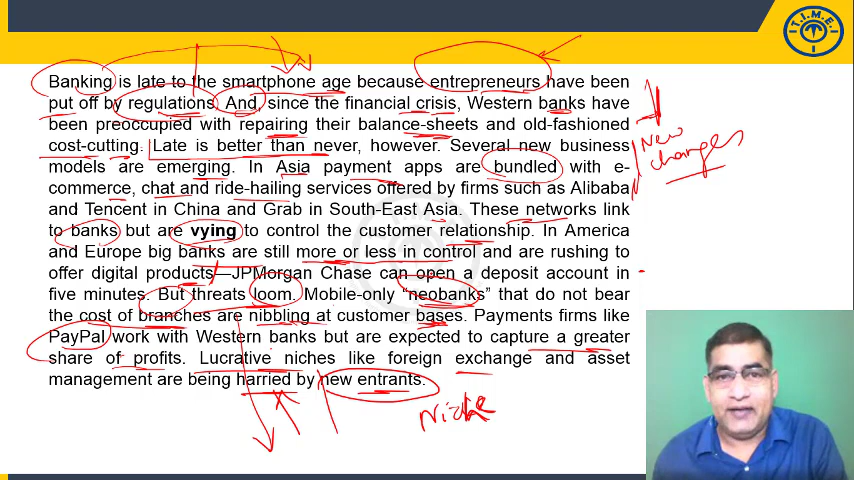 T.I.M.E.
Banking is late to the smartphone age because entrepreneurs have been
put off by regulations. And, since the financial crisis, Western banks have
been preoccupied with repairing their balance-sheets and old-fashioned
cost-cutting. Late is better than never, however. Several new business
models are emerging. In Asia payment apps are bundled with e-
commerce, chat and ride-hailing services offered by firms such as Alibaba
and Tencent in China and Grab in South-East Asia. These networks link
to banks but are vying to control the customer relationship. In America
and Europe big banks are still more or less in control and are rushing to
offer digital products—JPMorgan Chase can open a deposit account in
five minutes. But threats loom. Mobile-only “neobanks” that do not bear
the cost of branches are nibbling at customer bases. Payments firms like
PayPal work with Western banks but are expected to capture a greater
share of profits. Lucrative niches like foreign exchange and asset
management are being harried by new entrants.
New
changes